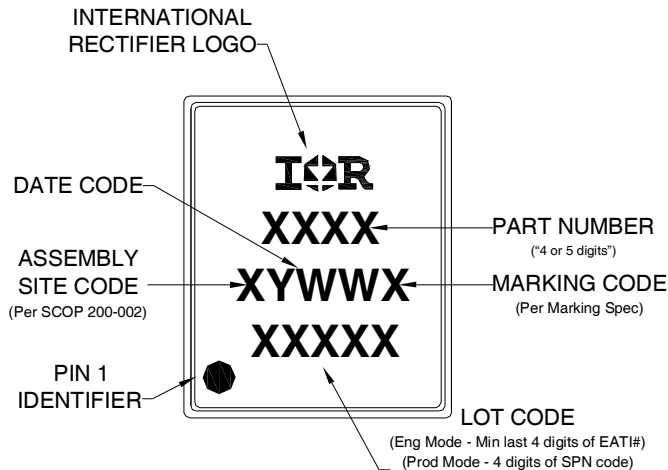 INTERNATIONAL
RECTIFIER LOGO
IOR
DATE CODE
XXXX
PART NUMBER
(“4 or 5 digits”)
ASSEMBLY
SITE CODE
(Per SCOP 200-002)
XYWWX
MARKING CODE
(Per Marking Spec)
XXXXX
PIN 1
IDENTIFIER
LOT CODE
(Eng Mode - Min last 4 digits of EATI#)
(Prod Mode - 4 digits of SPN code)